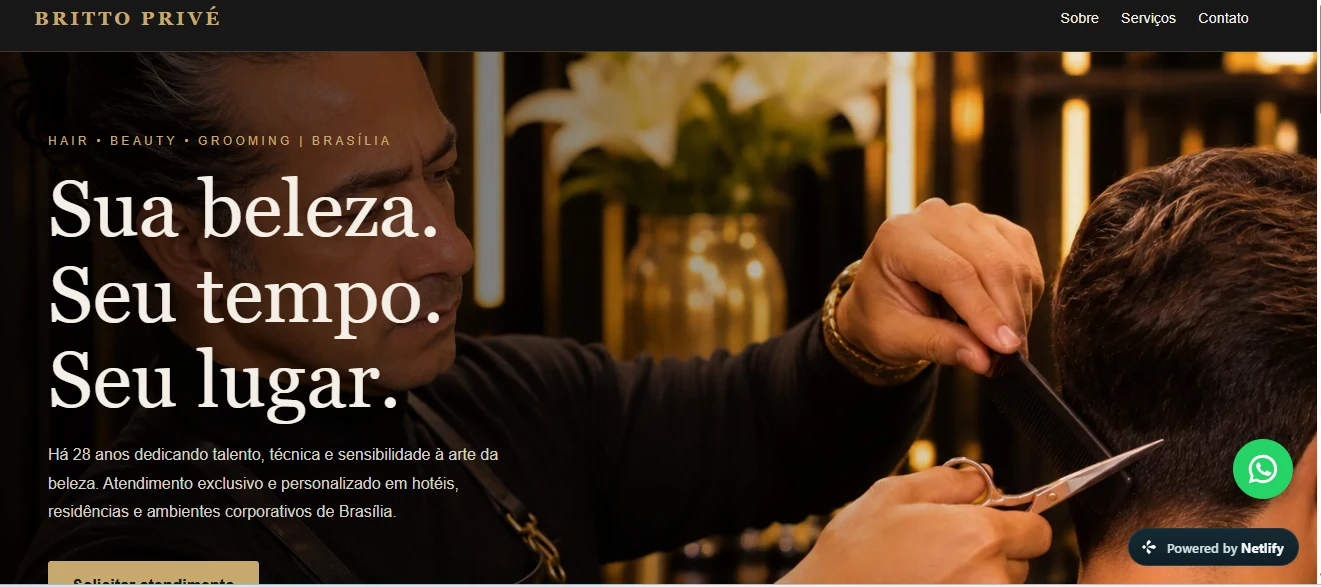 BRITTO PRIVÉ
Sobre Serviços Contato
HAIR • BEAUTY • GROOMING | BRASÍLIA
Sua beleza.
Seu tempo.
Seu lugar.
Há 28 anos dedicando talento, técnica e sensibilidade à arte da
beleza. Atendimento exclusivo e personalizado em hotéis,
residências e ambientes corporativos de Brasília.
Solicitar atendimento
Powered by Netlify